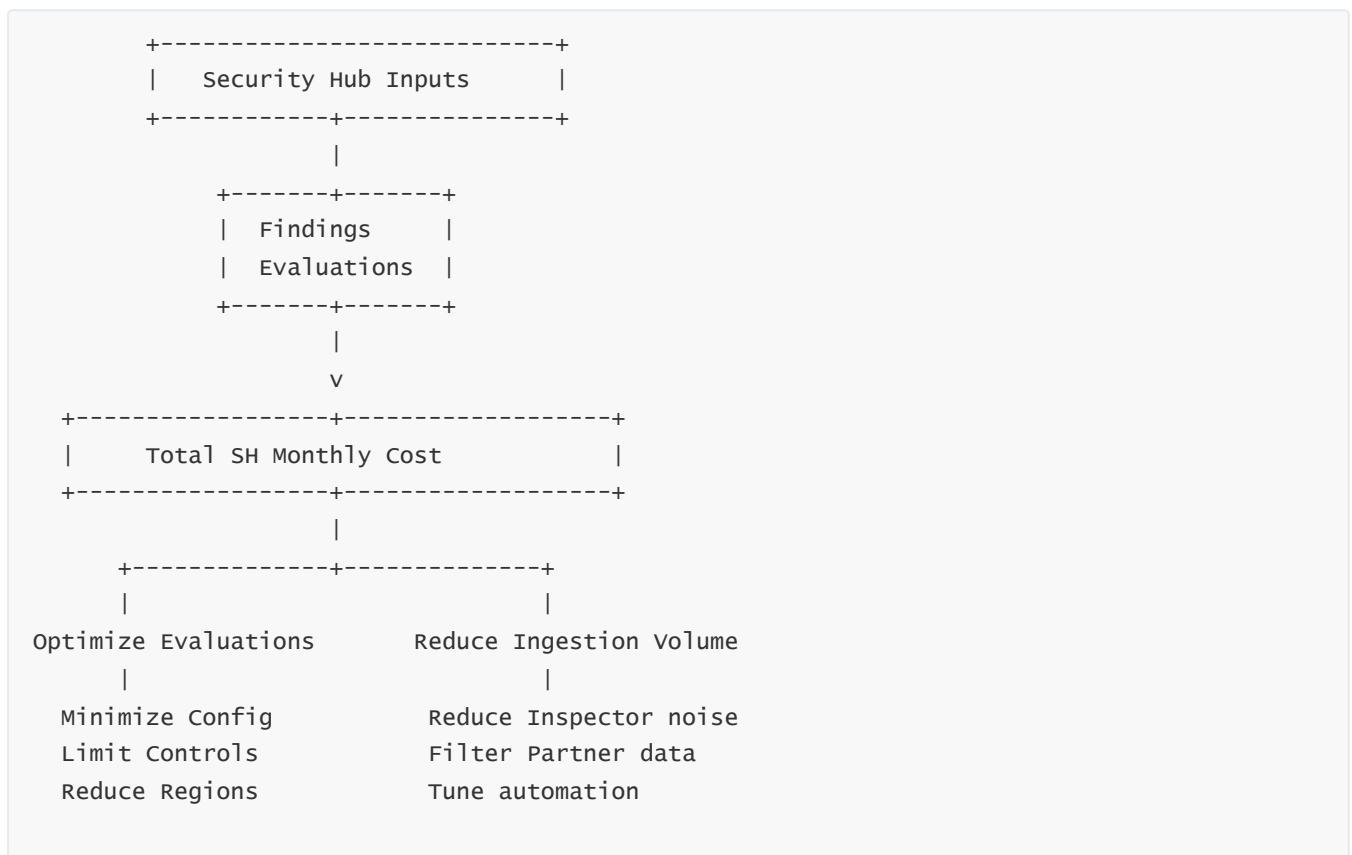 +----------------------------+
|   Security Hub Inputs      |
+------------+---------------+
|
+-------+-------+
|  Findings     |
|  Evaluations  |
+-------+-------+
|
v
+------------------+-------------------+
|     Total SH Monthly Cost            |
+------------------+-------------------+
|
+--------------+--------------+
|                             |
Optimize Evaluations       Reduce Ingestion Volume
|                             |
Minimize Config           Reduce Inspector noise
Limit Controls            Filter Partner data
Reduce Regions            Tune automation